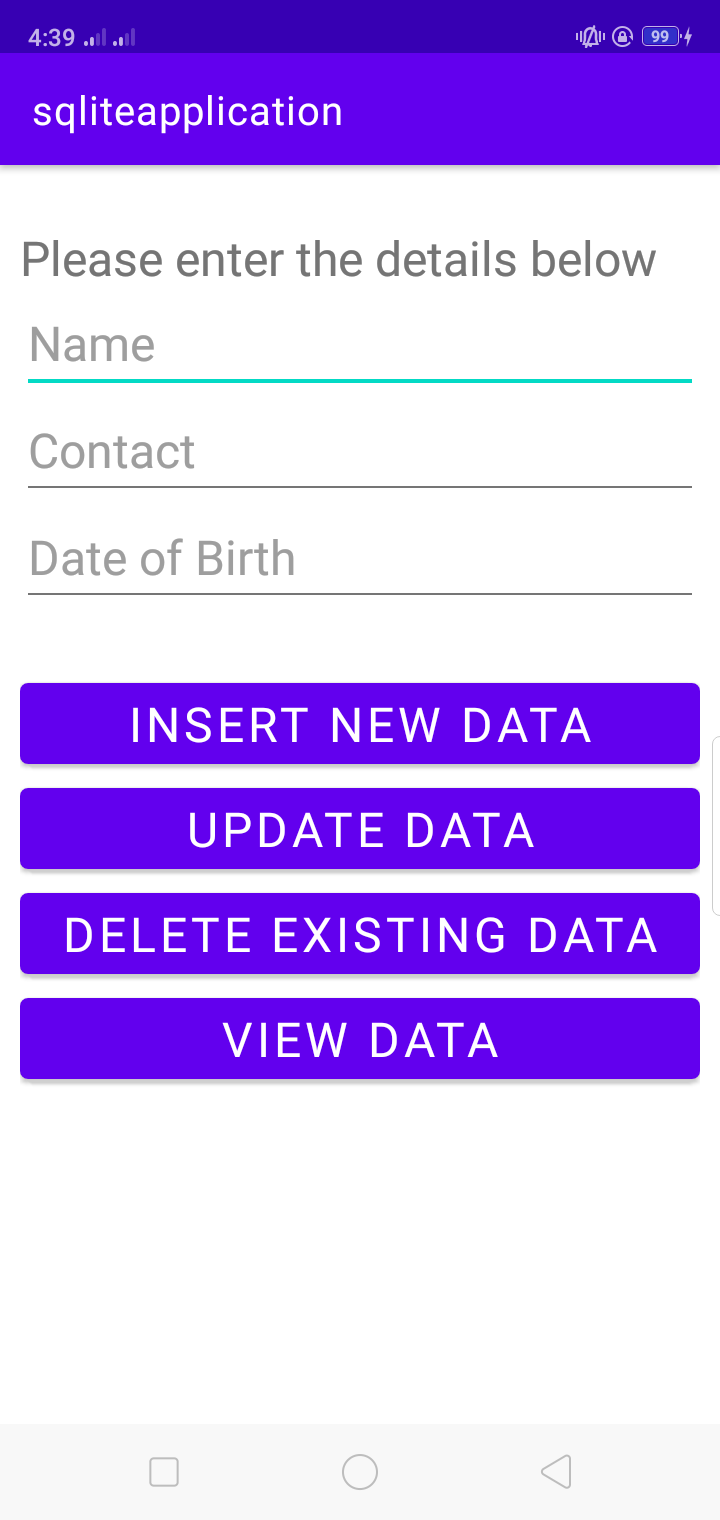 4:39 99
sqliteapplication
Please enter the details below
Name
Contact
Date of Birth
INSERT NEW DATA
UPDATE DATA
DELETE EXISTING DATA
VIEW DATA